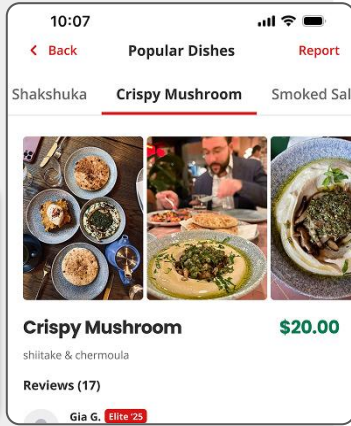 10:07
Back Popular Dishes Report
Shakshuka Crispy Mushroom Smoked Sal
Crispy Mushroom $20.00
shiitake & chermoula
Reviews (17)
Gia G. Elite '25